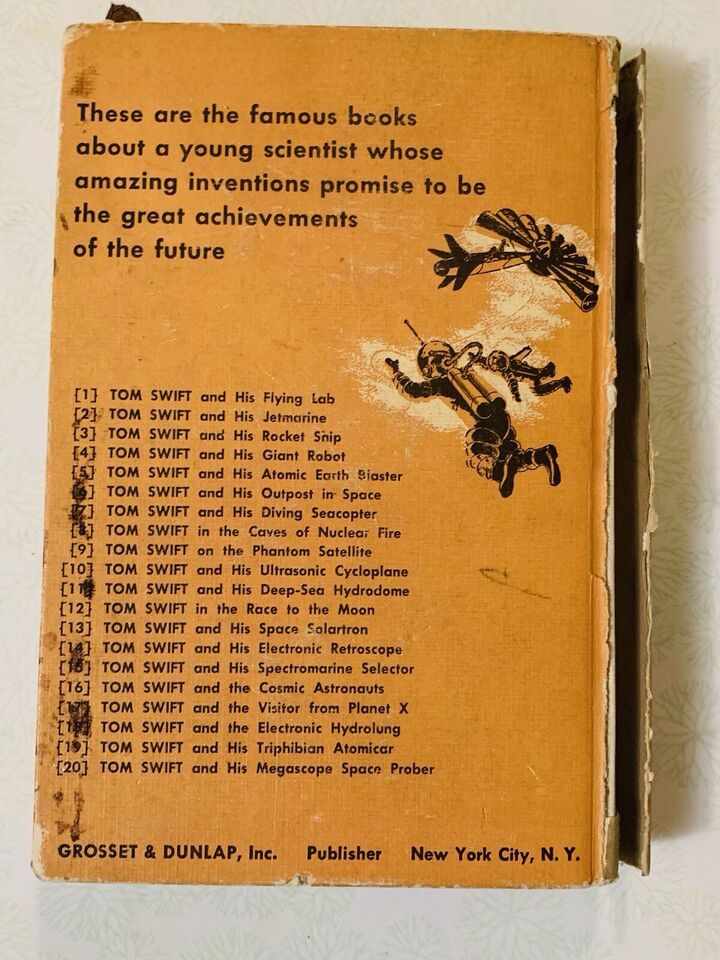 These are the famous books
about a young scientist whose
amazing inventions promise to be
the great achievements
of the future
[1] TOM SWIFT and His Flying Lab
[2] TOM SWIFT and His Jetmarine
[3] TOM SWIFT and His Rocket Ship
[4] TOM SWIFT and His Giant Robot
[5] TOM SWIFT and His Atomic Earth Blaster
[6] TOM SWIFT and His Outpost in Space
[7] TOM SWIFT and His Diving Seacopter
[8] TOM SWIFT in the Caves of Nuclear Fire
[9] TOM SWIFT on the Phantom Satellite
[10] TOM SWIFT and His Ultrasonic Cycloplane
[11] TOM SWIFT and His Deep-Sea Hydrodome
[12] TOM SWIFT in the Race to the Moon
[13] TOM SWIFT and His Space Solartron
[14] TOM SWIFT and His Electronic Retroscope
[15] TOM SWIFT and His Spectromarine Selector
[16] TOM SWIFT and the Cosmic Astronauts
[17] TOM SWIFT and the Visitor from Planet X
[18] TOM SWIFT and the Electronic Hydrolung
[19] TOM SWIFT and His Triphibian Atomicar
[20] TOM SWIFT and His Megascope Space Prober
GROSSET & DUNLAP, Inc. Publisher New York City, N. Y.